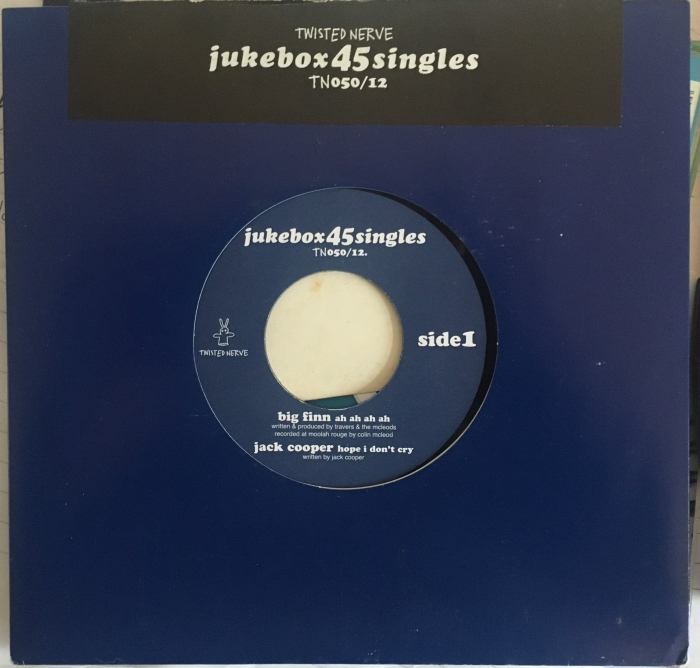 TWISTED NERVE
jukebox45singles
TN050/12
jukebox45singles
TN050/12.
side1
TWISTED NERVE
big finn ah ah ah ah
written & produced by travers & the mcleods
recorded at moolah rouge by colin mcleod
jack cooper hope i don't cry
written by jack cooper